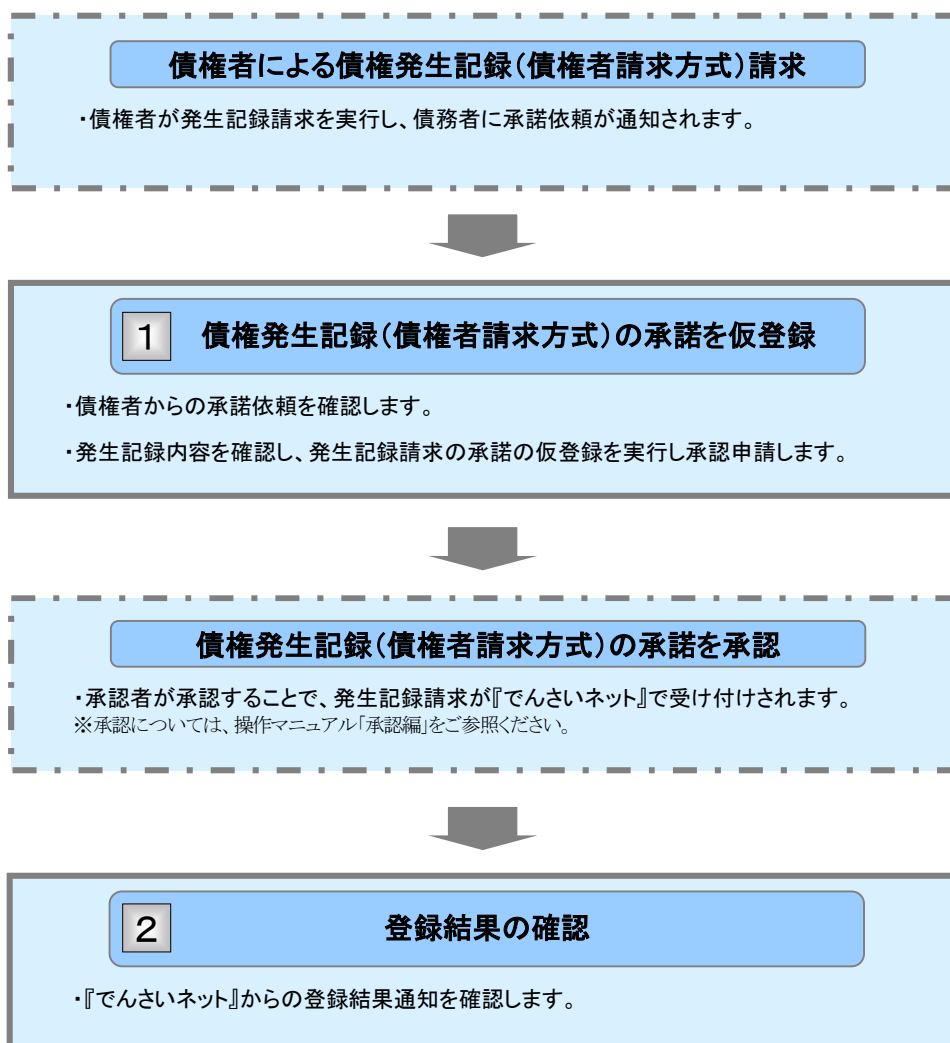 債権者による債権発生記録(債権者請求方式)請求
・債権者が発生記録請求を実行し、債務者に承諾依頼が通知されます。
1 債権発生記録(債権者請求方式)の承諾を仮登録
・債権者からの承諾依頼を確認します。
・発生記録内容を確認し、発生記録請求の承諾の仮登録を実行し承認申請します。
債権発生記録(債権者請求方式)の承諾を承認
・承認者が承認することで、発生記録請求が『でんさいネット』で受け付けされます。
※承認については、操作マニュアル「承認編」をご参照ください。
2 登録結果の確認
・『でんさいネット』からの登録結果通知を確認します。